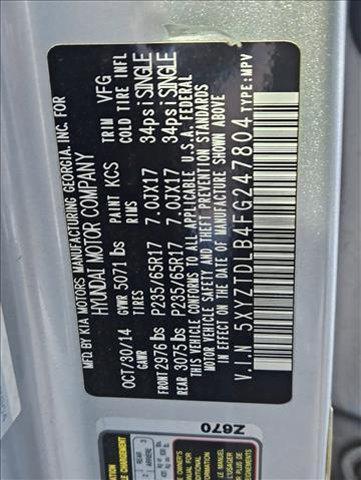 MFD. BY KIA MOTORS MANUFACTURING GEORGIA, INC. FOR
HYUNDAI MOTOR COMPANY
OCT/30/14 GVWR 5071 lbs PAINT KCS TRIM VFG
GAWR TIRES RIMS COLD TIRE INFL
FRONT 2976 lbs P235/65R17 7.0JX17 34psi SINGLE
REAR 3075 lbs P235/65R17 7.0JX17 34psi SINGLE
THIS VEHICLE CONFORMS TO ALL APPLICABLE U.S.A. FEDERAL
MOTOR VEHICLE SAFETY AND THEFT PREVENTION STANDARDS
IN EFFECT ON THE DATE OF MANUFACTURE SHOWN ABOVE
V.I.N 5XYZTDLB4FG247804 TYPE:MPV
Z670